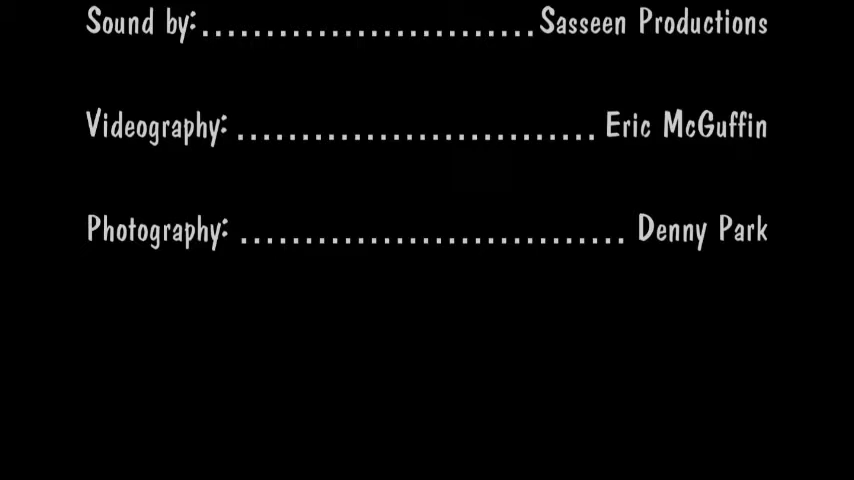 Sound by:..........................Sasseen Productions
Videography: ............................ Eric McGuffin
Photography: .............................. Denny Park